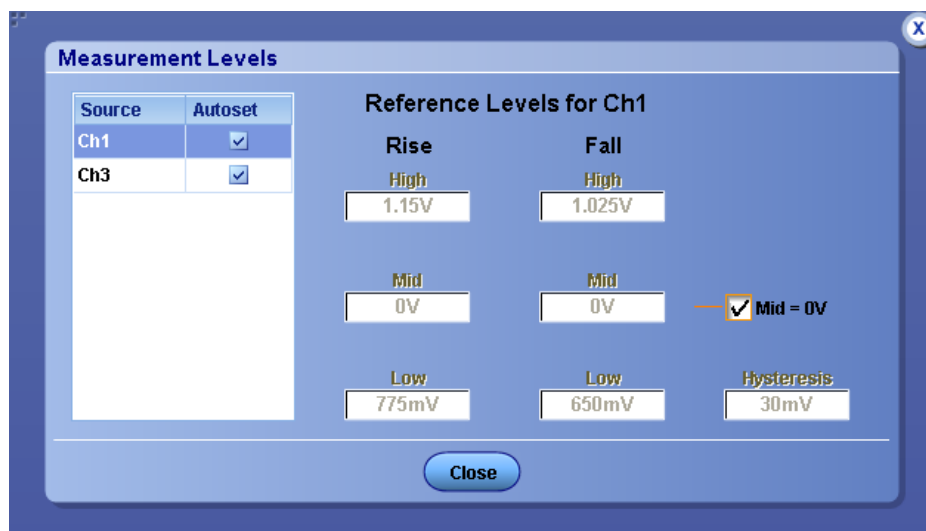 X
Measurement Levels
Source Autoset
Ch1
Ch3
Reference Levels for Ch1
Rise Fall
High High
1.15V 1.025V
Mid Mid
0V 0V
Mid = 0V
Low Low Hysteresis
775mV 650mV 30mV
Close